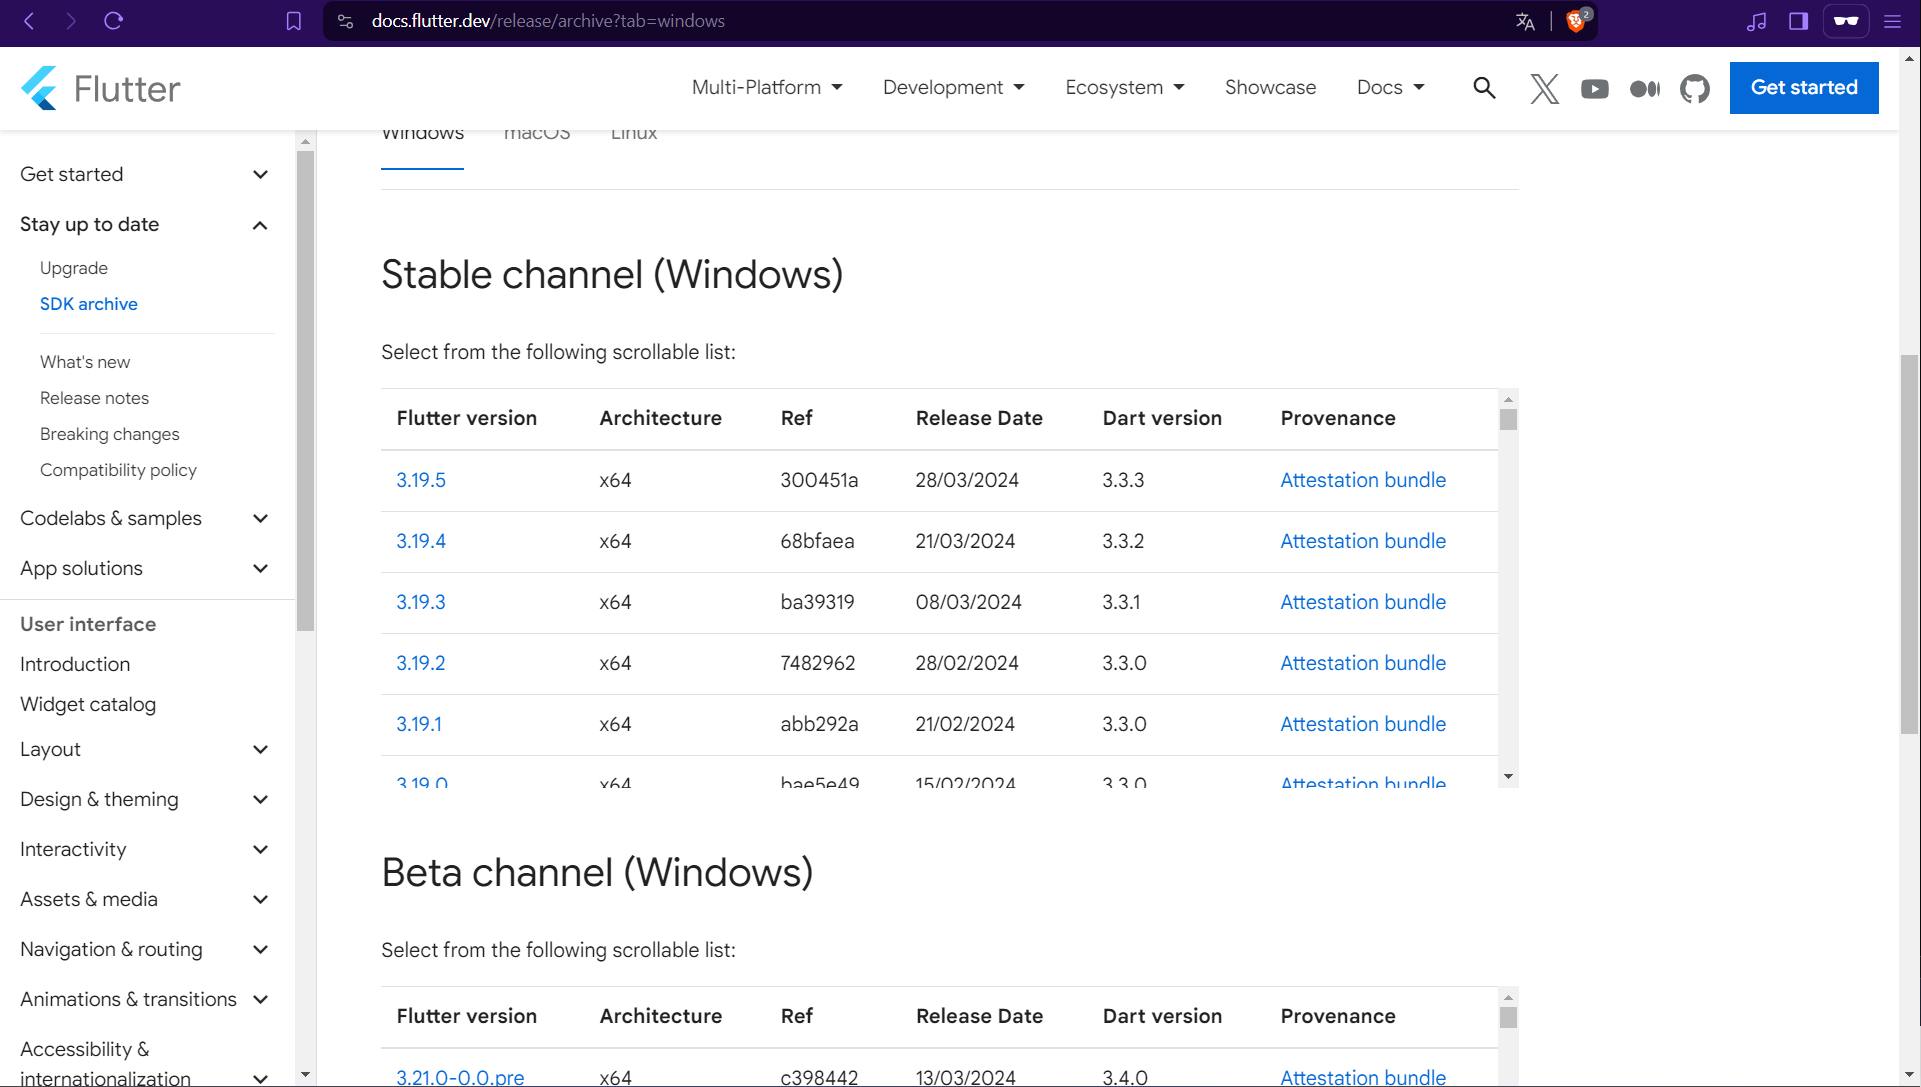 docs.flutter.dev/release/archive?tab=windows
2
Flutter
Multi-Platform
Development
Ecosystem
Showcase
Docs
Get started
Windows
macOS
Linux
Get started
Stay up to date
Upgrade
SDK archive
What's new
Release notes
Breaking changes
Compatibility policy
Codelabs & samples
App solutions
User interface
Introduction
Widget catalog
Layout
Design & theming
Interactivity
Assets & media
Navigation & routing
Animations & transitions
Accessibility &
internationalization
Stable channel (Windows)
Select from the following scrollable list:
Flutter version Architecture Ref Release Date Dart version Provenance
3.19.5 x64 300451a 28/03/2024 3.3.3 Attestation bundle
3.19.4 x64 68bfaea 21/03/2024 3.3.2 Attestation bundle
3.19.3 x64 ba39319 08/03/2024 3.3.1 Attestation bundle
3.19.2 x64 7482962 28/02/2024 3.3.0 Attestation bundle
3.19.1 x64 abb292a 21/02/2024 3.3.0 Attestation bundle
3.19.0 x64 bae5e49 15/02/2024 3.3.0 Attestation bundle
Beta channel (Windows)
Select from the following scrollable list:
Flutter version Architecture Ref Release Date Dart version Provenance
3.21.0-0.0.pre x64 c398442 13/03/2024 3.4.0 Attestation bundle